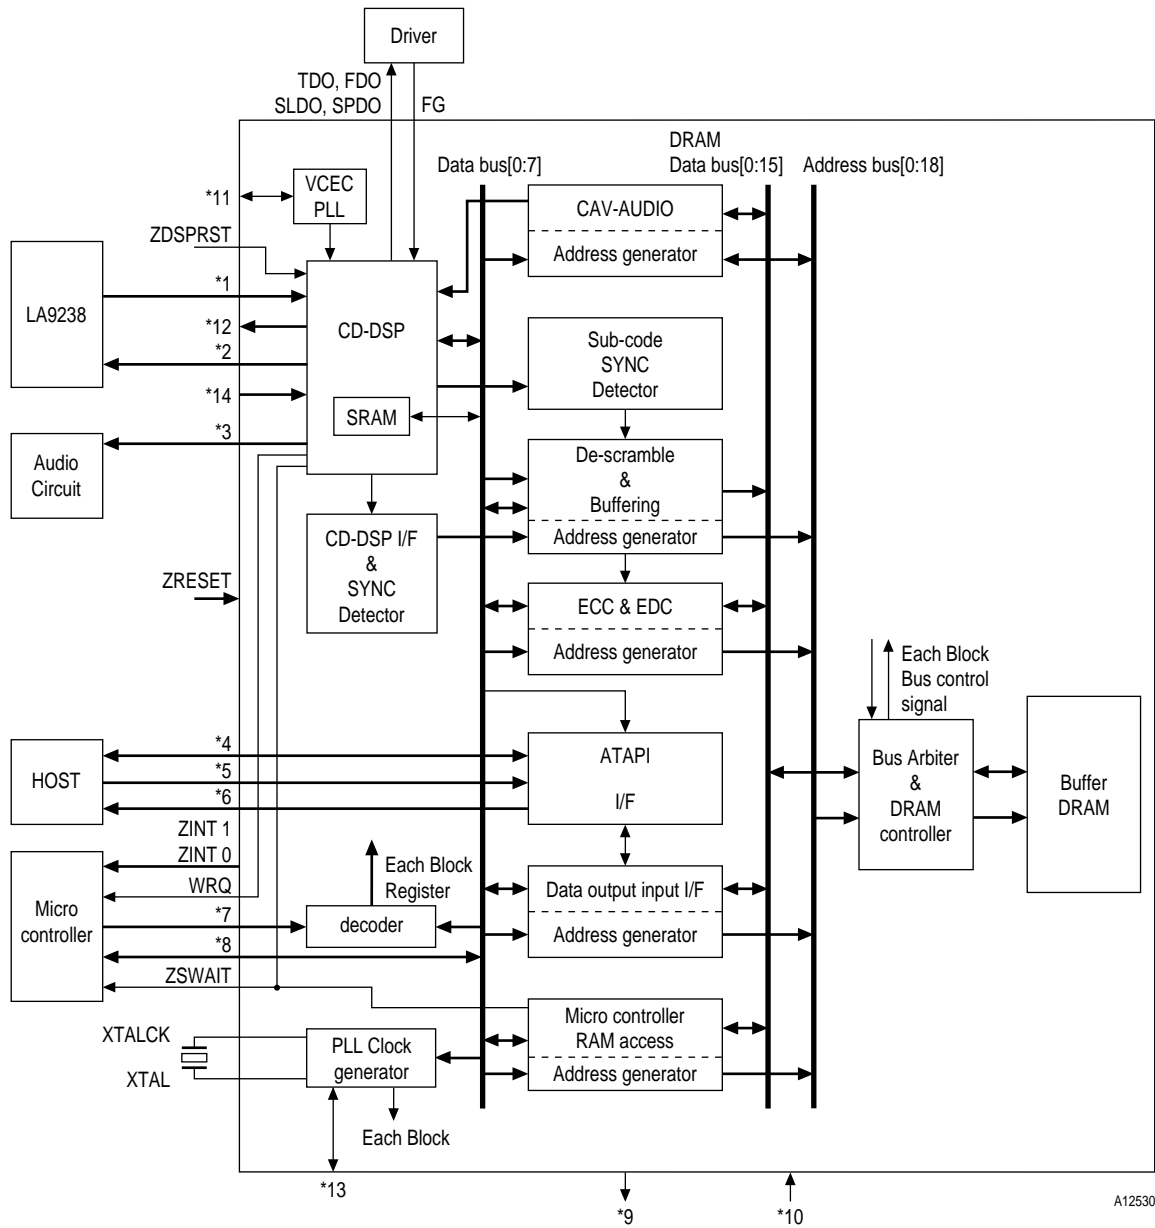 Driver
TDO, FDO
SLDO, SPDO
FG
DRAM
Data bus[0:7]
Data bus[0:15]
Address bus[0:18]
*11
VCEC
PLL
CAV-AUDIO
Address generator
ZDSPRST
LA9238
*1
*12
*2
*14
*3
CD-DSP
SRAM
Sub-code
SYNC
Detector
Audio
Circuit
De-scramble
&
Buffering
Address generator
CD-DSP I/F
&
SYNC
Detector
ZRESET
ECC & EDC
Address generator
Each Block
Bus control
signal
HOST
*4
*5
*6
ATAPI
I/F
Bus Arbiter
&
DRAM
controller
Buffer
DRAM
ZINT 1
ZINT 0
WRQ
*7
*8
ZSWAIT
Micro
controller
Each Block
Register
decoder
Data output input I/F
Address generator
Micro controller
RAM access
Address generator
XTALCK
XTAL
PLL Clock
generator
Each Block
*13
*9
*10
A12530